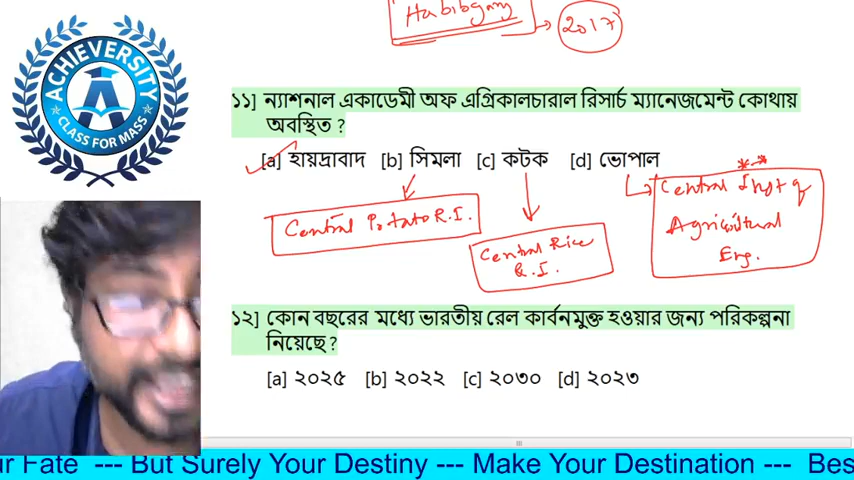 Habibganj
2017
ACHIEVERSITY
CLASS FOR MASS
১১] ন্যাশনাল একাডেমী অফ এগ্রিকালচারাল রিসার্চ ম্যানেজমেন্ট কোথায়
অবস্থিত ?
[a] হায়দ্রাবাদ [b] সিমলা [c] কটক [d] ভোপাল
Central Potato R.I.
Central Rice
R.I.
Central Inst of
Agricultural
Eng.
১২] কোন বছরের মধ্যে ভারতীয় রেল কার্বনমুক্ত হওয়ার জন্য পরিকল্পনা
নিয়েছে ?
[a] ২০২৫ [b] ২০২২ [c] ২০৩০ [d] ২০২৩
ur Fate --- But Surely Your Destiny --- Make Your Destination --- Bes